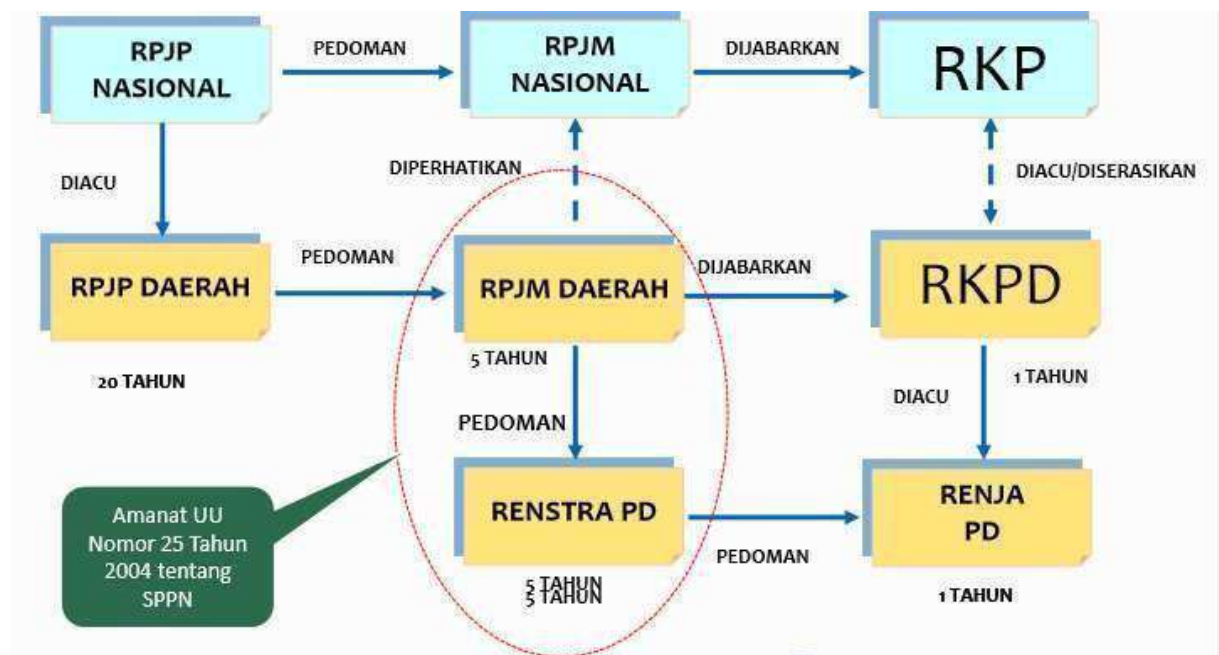 RPJP
NASIONAL
PEDOMAN
RPJM
NASIONAL
DIJABARKAN
RKP
DIACU
DIPERHATIKAN
DIACU/DISERASIKAN
RPJP DAERAH
PEDOMAN
RPJM DAERAH
DIJABARKAN
RKPD
20 TAHUN
5 TAHUN
1 TAHUN
PEDOMAN
DIACU
Amanat UU
Nomor 25 Tahun
2004 tentang
SPPN
RENSTRA PD
PEDOMAN
RENJA
PD
5 TAHUN
5 TAHUN
1 TAHUN